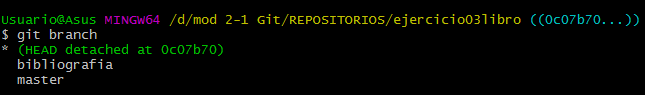 Usuario@Asus MINGW64 /d/mod 2-1 Git/REPOSITORIOS/ejercicio03libro ((0c07b70...))
$ git branch
* (HEAD detached at 0c07b70)
  bibliografia
  master